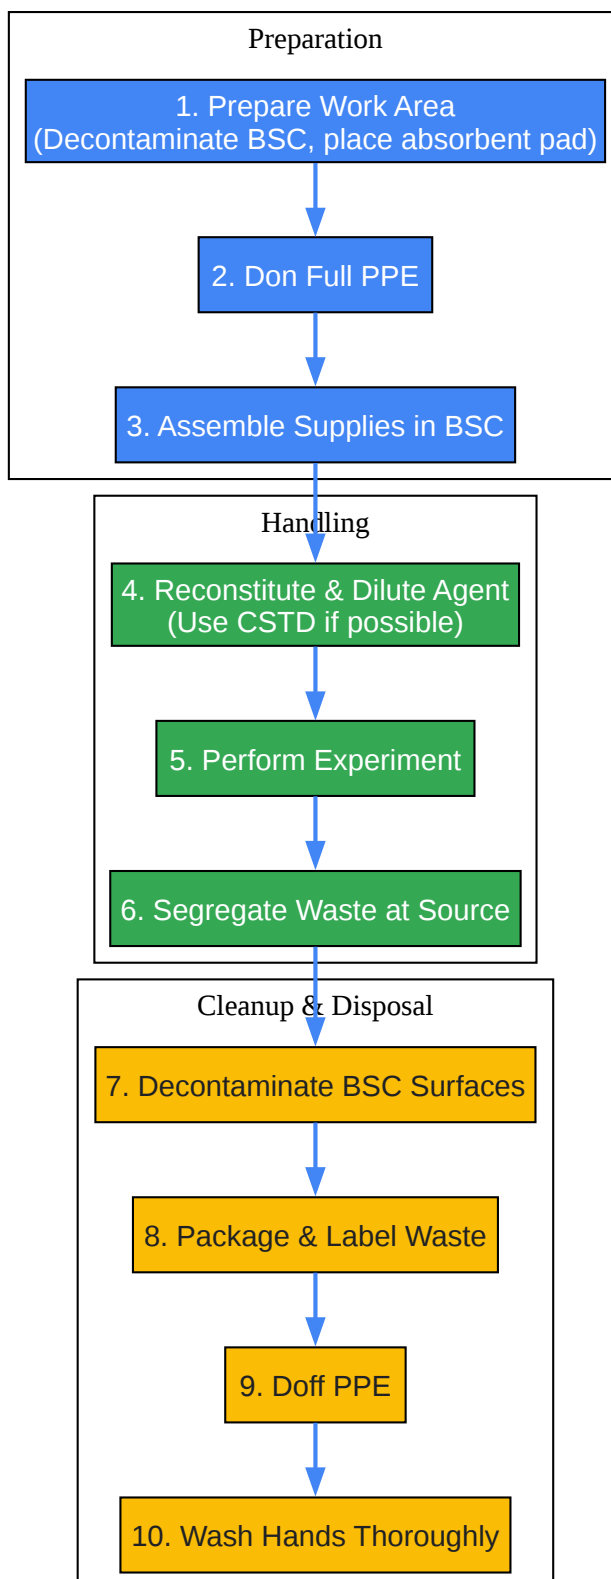 Preparation
1. Prepare Work Area
(Decontaminate BSC, place absorbent pad)
2. Don Full PPE
3. Assemble Supplies in BSC
Handling
4. Reconstitute & Dilute Agent
(Use CSTD if possible)
5. Perform Experiment
6. Segregate Waste at Source
Cleanup & Disposal
7. Decontaminate BSC Surfaces
8. Package & Label Waste
9. Doff PPE
10. Wash Hands Thoroughly